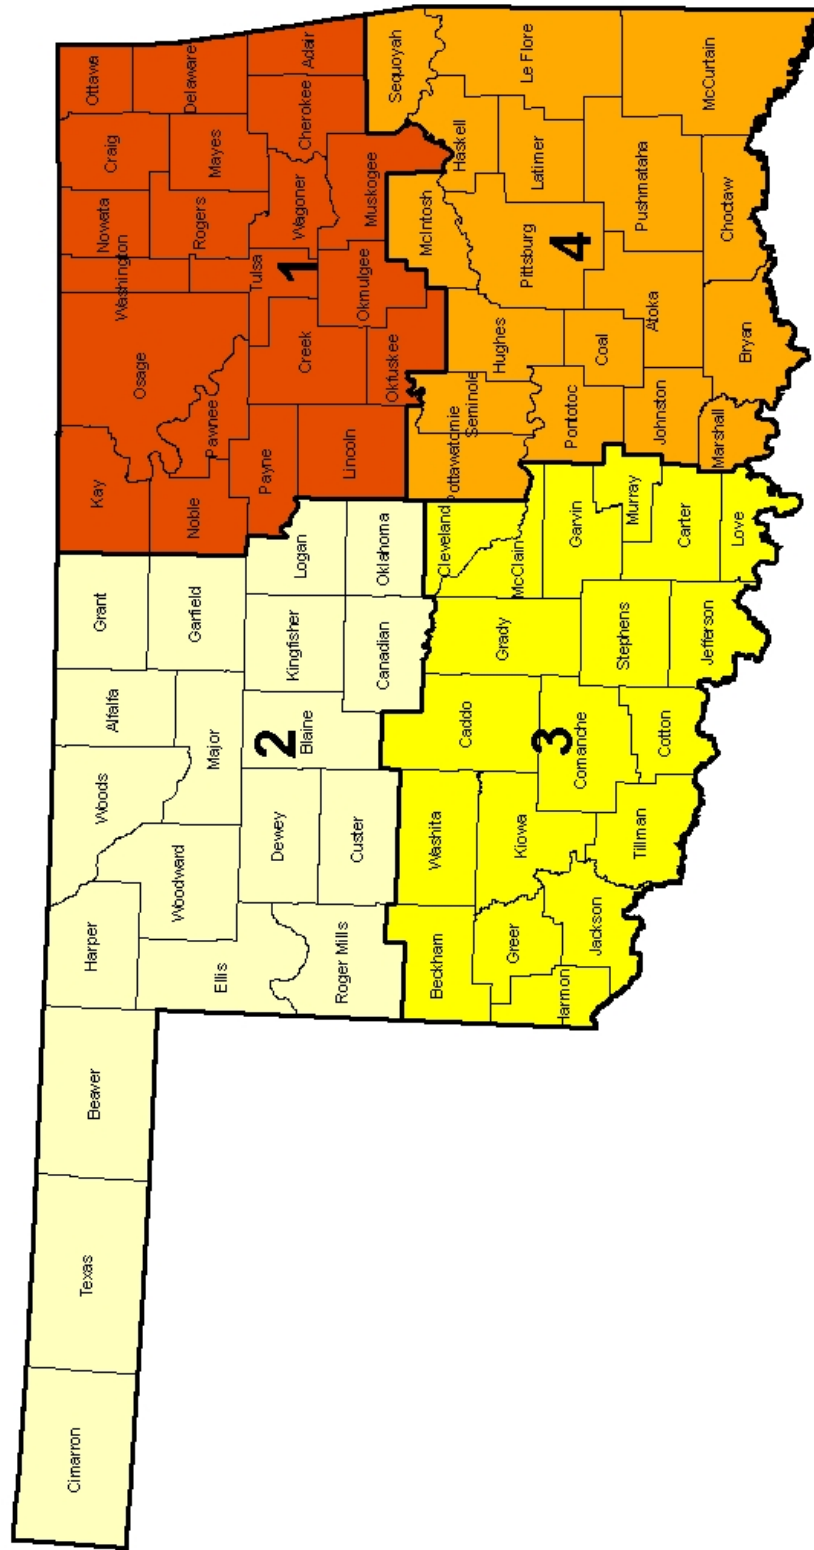 Cimarron
Texas
Beaver
Harper
Woods
Alfalfa
Grant
Kay
Osage
Washington
Nowata
Craig
Ottawa
Ellis
Woodward
Major
Garfield
Noble
Pawnee
Rogers
Mayes
Delaware
Roger Mills
Dewey
Blaine
2
Kingfisher
Logan
Payne
Creek
Tulsa
1
Wagoner
Cherokee
Adair
Custer
Canadian
Oklahoma
Lincoln
Okfuskee
Okmulgee
Muskogee
Sequoyah
Beckham
Washita
Caddo
Grady
Cleveland
McClain
Pottawatomie
Seminole
Hughes
McIntosh
Haskell
Le Flore
Harmon
Greer
Kiowa
Comanche
3
Stephens
Garvin
Murray
Pontotoc
Coal
Pittsburg
4
Latimer
Jackson
Tillman
Cotton
Jefferson
Carter
Johnston
Atoka
Pushmataha
McCurtain
Love
Marshall
Bryan
Choctaw